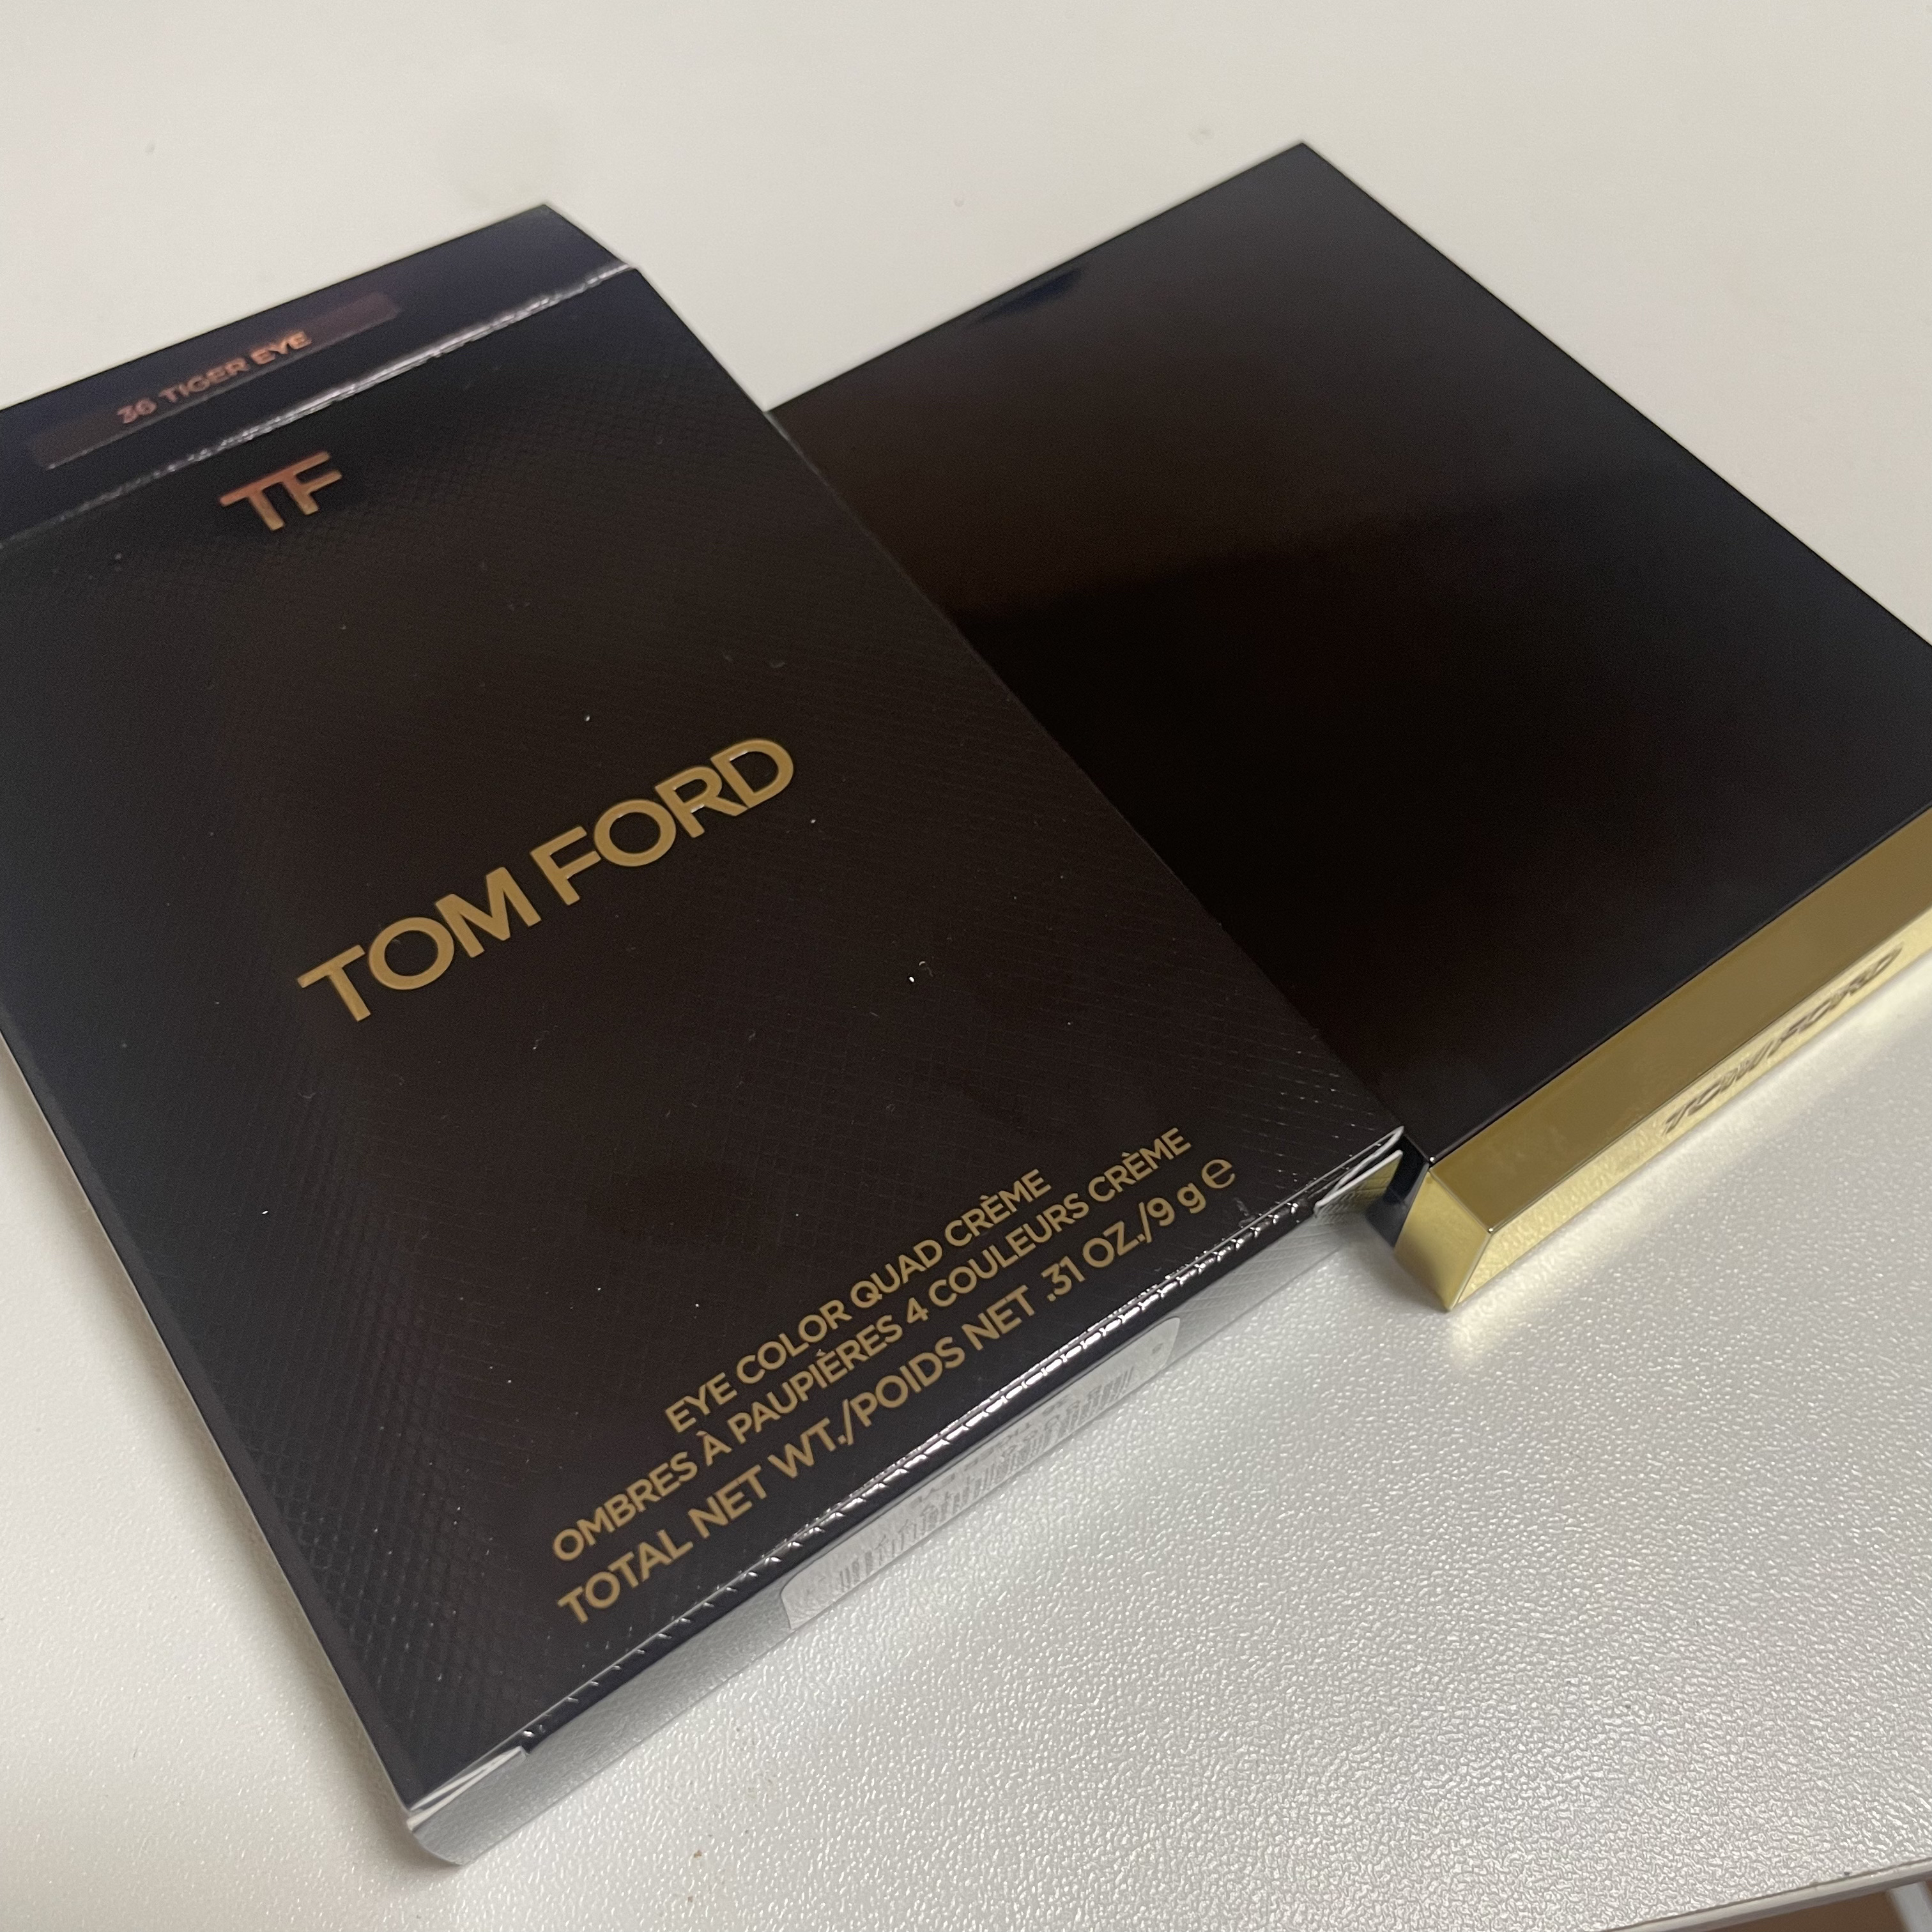 36 TIGER EYE
TF
TOM FORD
EYE COLOR QUAD CRÈME
OMBRES À PAUPIÈRES 4 COULEURS CRÈME
TOTAL NET WT./POIDS NET .31 OZ./9 g ℮
TOM FORD